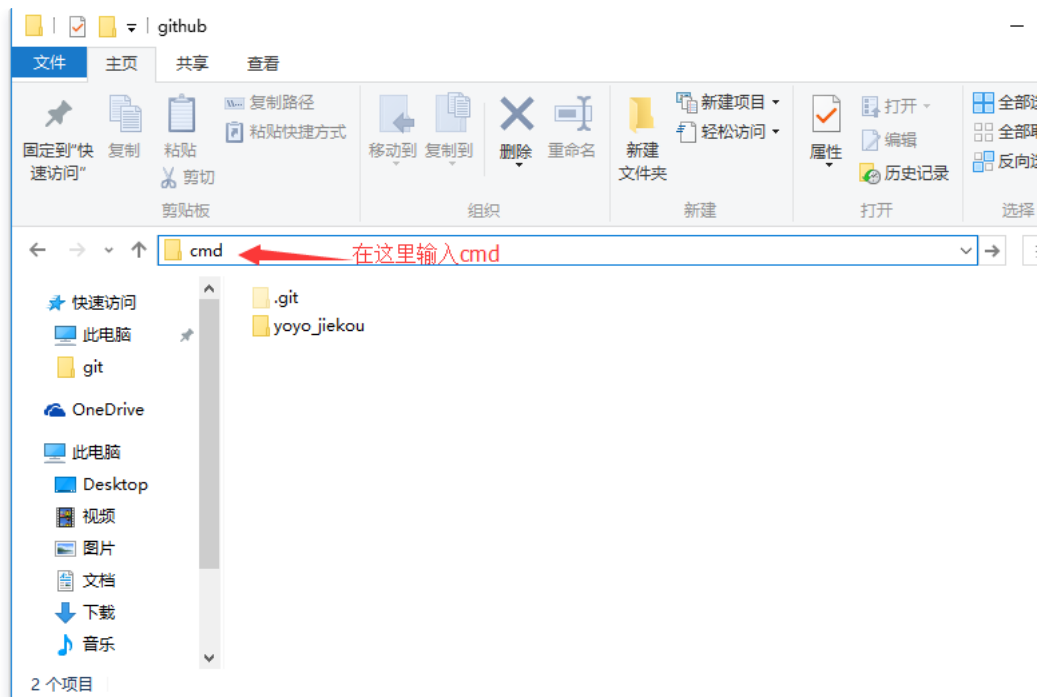 github
文件 主页 共享 查看
固定到"快速访问"
复制
粘贴
复制路径
粘贴快捷方式
剪切
剪贴板
移动到
复制到
删除
重命名
组织
新建
文件夹
新建项目
轻松访问
新建
属性
打开
编辑
历史记录
打开
全部
全部
反向
选择
cmd
在这里输入cmd
快速访问
此电脑
git
OneDrive
此电脑
Desktop
视频
图片
文档
下载
音乐
.git
yoyo_jiekou
2 个项目